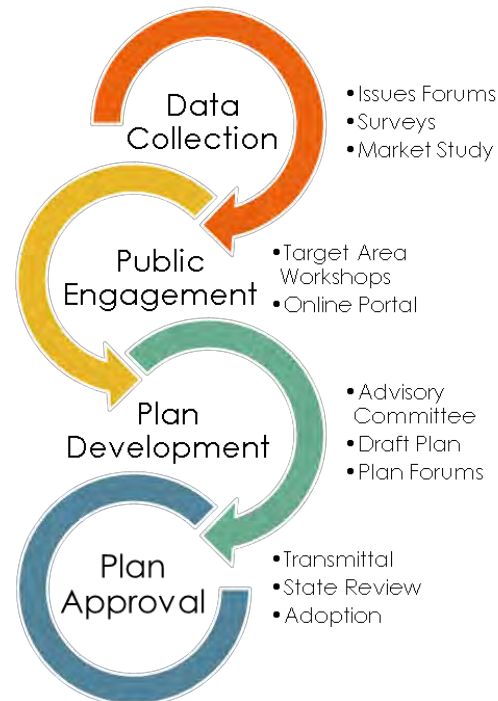 Data
Collection
• Issues Forums
• Surveys
• Market Study
Public
Engagement
• Target Area
Workshops
• Online Portal
Plan
Development
• Advisory
Committee
• Draft Plan
• Plan Forums
Plan
Approval
• Transmittal
• State Review
• Adoption